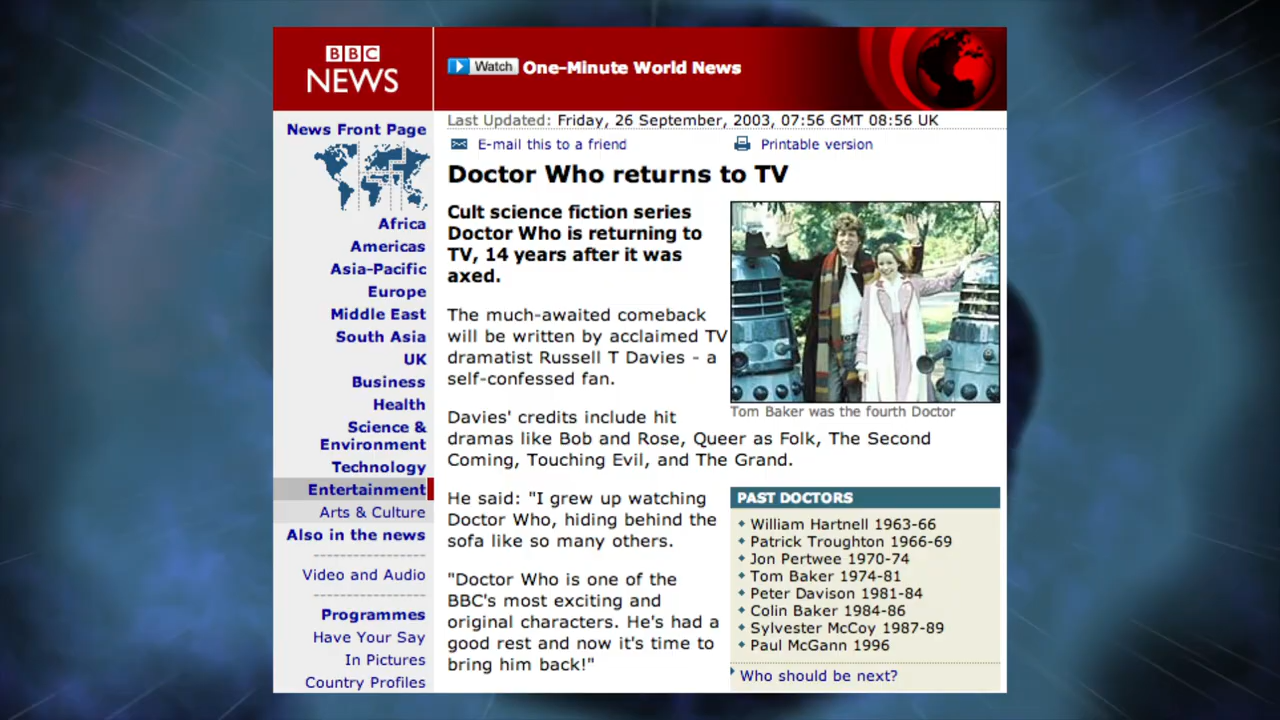 BBC
NEWS
Watch One-Minute World News
News Front Page
Africa
Americas
Asia-Pacific
Europe
Middle East
South Asia
UK
Business
Health
Science &
Environment
Technology
Entertainment
Arts & Culture
Also in the news
Video and Audio
Programmes
Have Your Say
In Pictures
Country Profiles
Last Updated: Friday, 26 September, 2003, 07:56 GMT 08:56 UK
E-mail this to a friend
Printable version
Doctor Who returns to TV
Cult science fiction series
Doctor Who is returning to
TV, 14 years after it was
axed.
The much-awaited comeback
will be written by acclaimed TV
dramatist Russell T Davies - a
self-confessed fan.
Tom Baker was the fourth Doctor
Davies' credits include hit
dramas like Bob and Rose, Queer as Folk, The Second
Coming, Touching Evil, and The Grand.
He said: "I grew up watching
Doctor Who, hiding behind the
sofa like so many others.
"Doctor Who is one of the
BBC's most exciting and
original characters. He's had a
good rest and now it's time to
bring him back!"
PAST DOCTORS
William Hartnell 1963-66
Patrick Troughton 1966-69
Jon Pertwee 1970-74
Tom Baker 1974-81
Peter Davison 1981-84
Colin Baker 1984-86
Sylvester McCoy 1987-89
Paul McGann 1996
Who should be next?